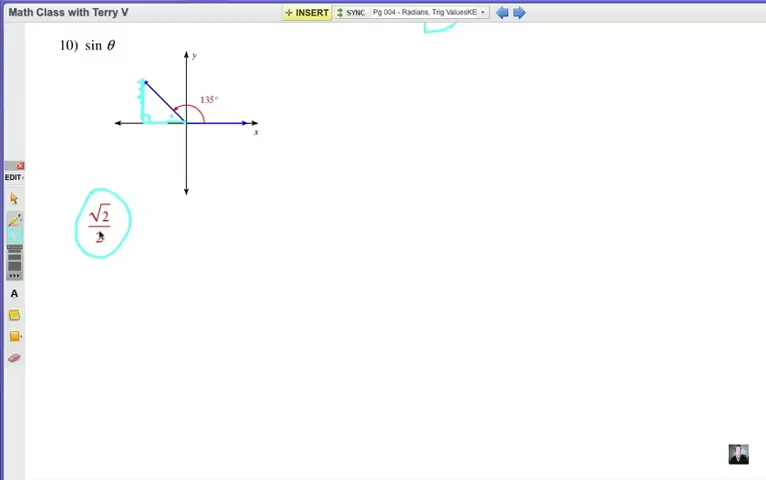 Math Class with Terry V
INSERT
SYNC
Pg 004 - Radians, Trig ValuesKE
10) sin θ
y
135°
x
EDIT
√2
2
A